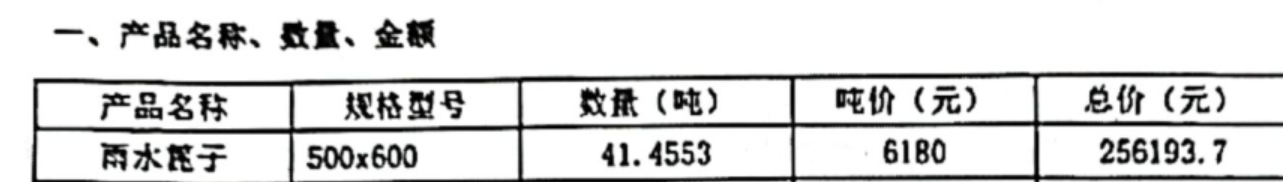 一、产品名称、数量、金额
产品名称 规格型号 数量（吨） 吨价（元） 总价（元）
雨水篦子 500x600 41.4553 6180 256193.7